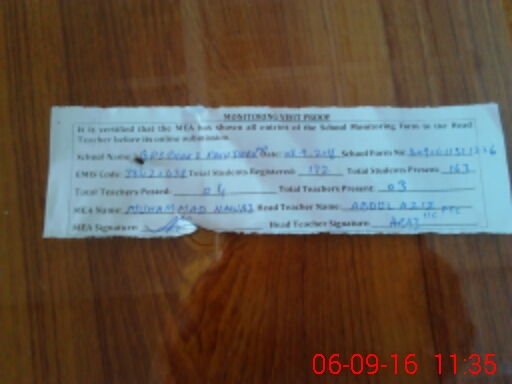 MONITORING VISIT PROOF
It is certified that the MEA has shown all entries of the School Monitoring Form to the Head
Teacher before its online submission.
School Name: Date: School Form No:
EMIS Code: Total Students Registered: 172 Total Students Present: 163
Total Teachers Posted: 04 Total Teachers Present: 03
MEA Name: MUHAMMAD NAWAZ Head Teacher Name: ABDUL AZIZ
MEA Signature: Head Teacher Signature:
06-09-16 11:35